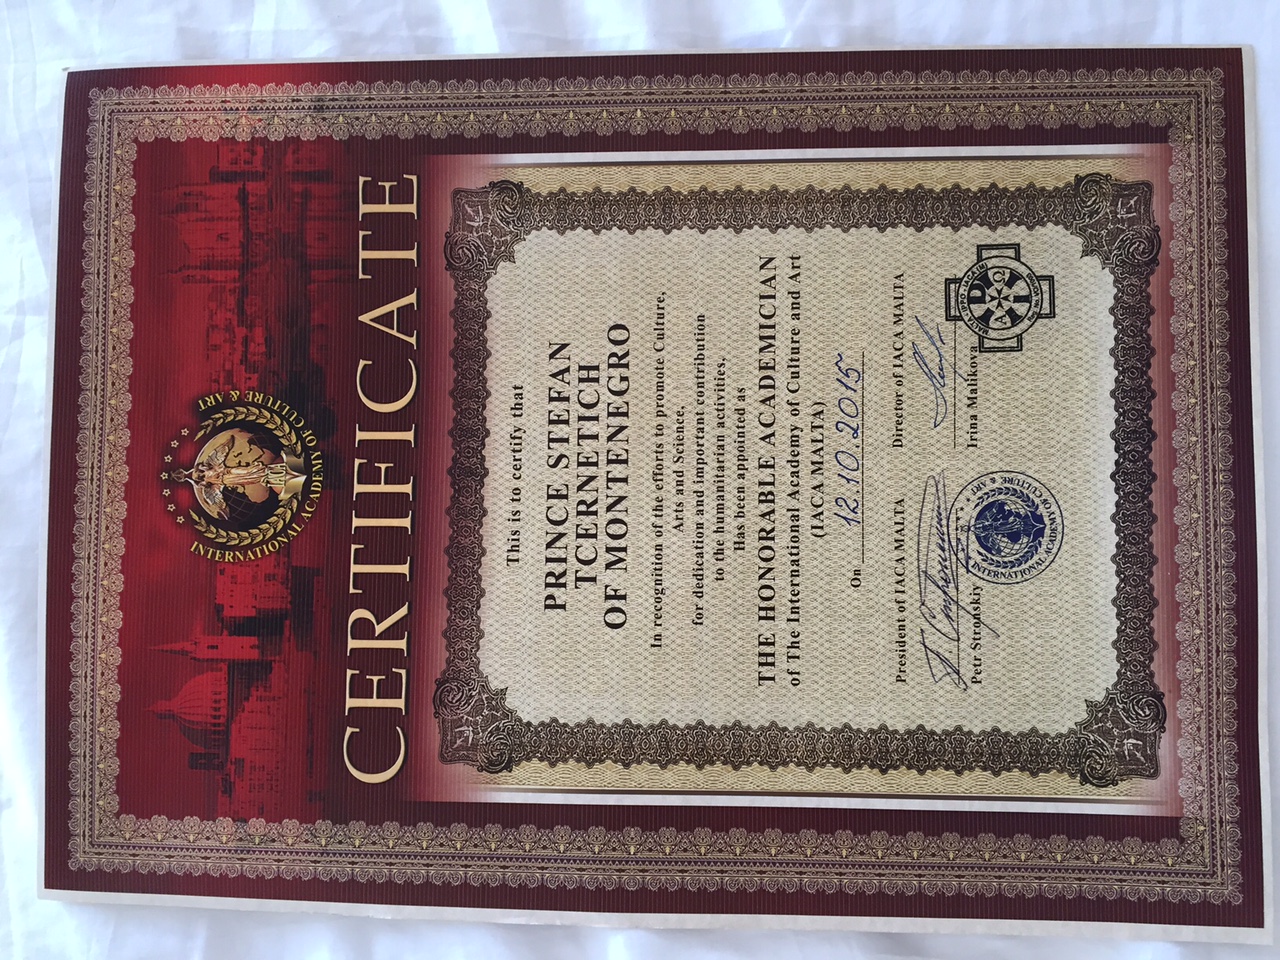 INTERNATIONAL ACADEMY OF CULTURE & ART
CERTIFICATE
This is to certify that
PRINCE STEFAN
TCERNETICH
OF MONTENEGRO
In recognition of the efforts to promote Culture,
Arts and Science,
for dedication and important contribution
to the humanitarian activities.
Has been appointed as
THE HONORABLE ACADEMICIAN
of The International Academy of Culture and Art
(IACA MALTA)
On 12.10.2015
President of IACA MALTA
Director of IACA MALTA
Petr Stronskiy
Irina Malikova
INTERNATIONAL ACADEMY OF CULTURE & ART